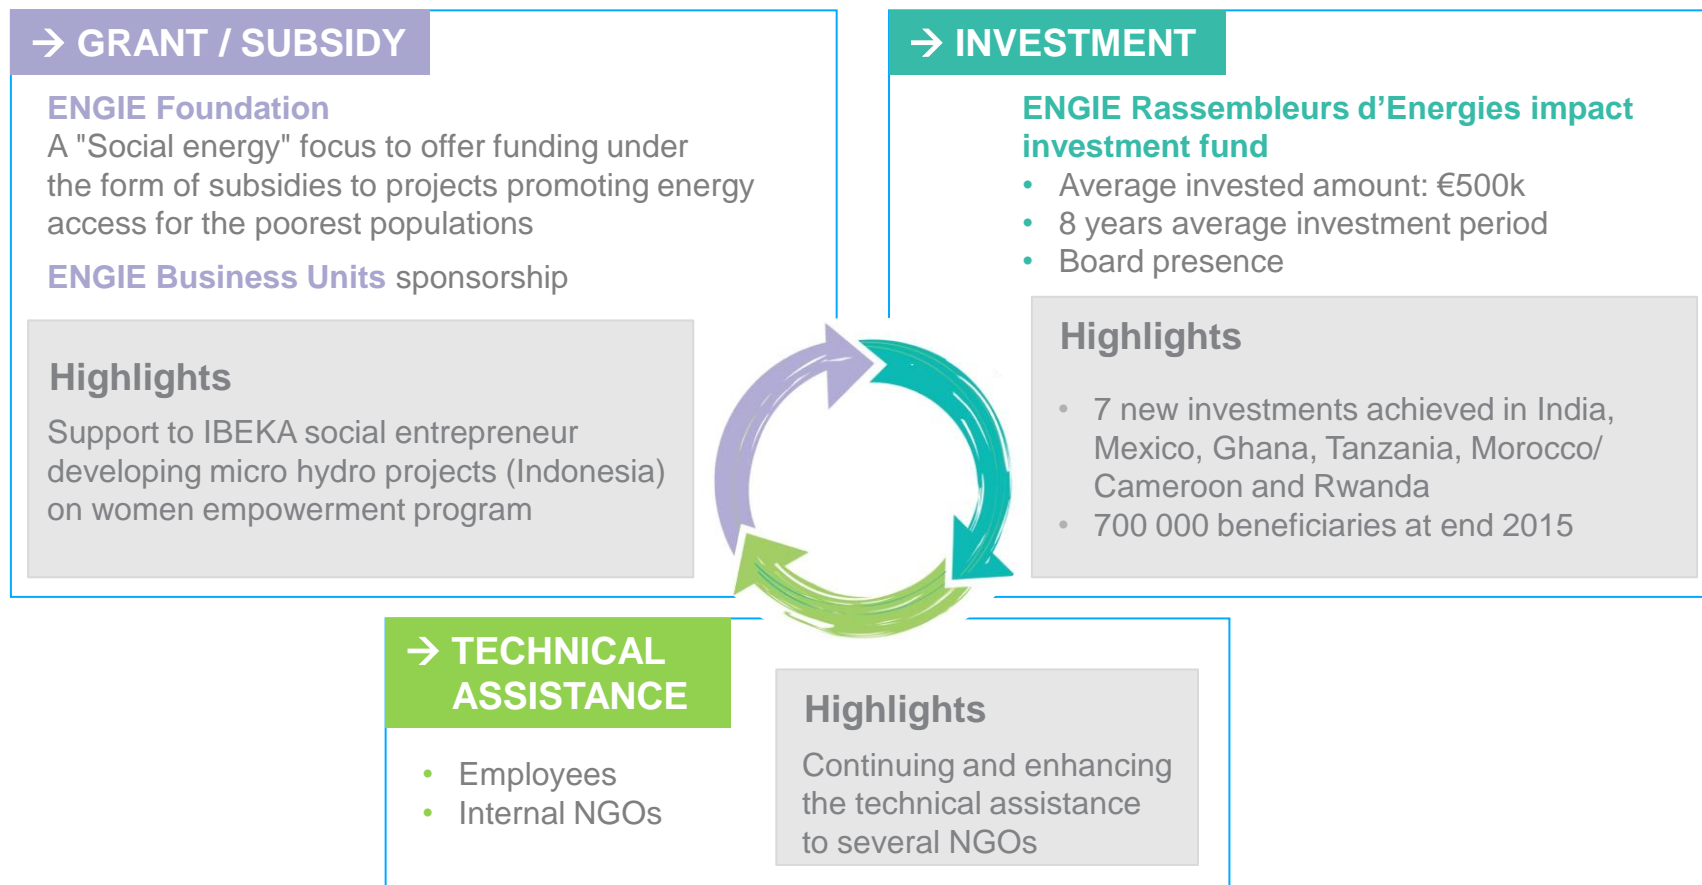 → GRANT / SUBSIDY
ENGIE Foundation
A "Social energy" focus to offer funding under
the form of subsidies to projects promoting energy
access for the poorest populations
ENGIE Business Units sponsorship
Highlights
Support to IBEKA social entrepreneur
developing micro hydro projects (Indonesia)
on women empowerment program
→ INVESTMENT
ENGIE Rassembleurs d’Energies impact
investment fund
• Average invested amount: €500k
• 8 years average investment period
• Board presence
Highlights
• 7 new investments achieved in India,
Mexico, Ghana, Tanzania, Morocco/
Cameroon and Rwanda
• 700 000 beneficiaries at end 2015
→ TECHNICAL
ASSISTANCE
• Employees
• Internal NGOs
Highlights
Continuing and enhancing
the technical assistance
to several NGOs